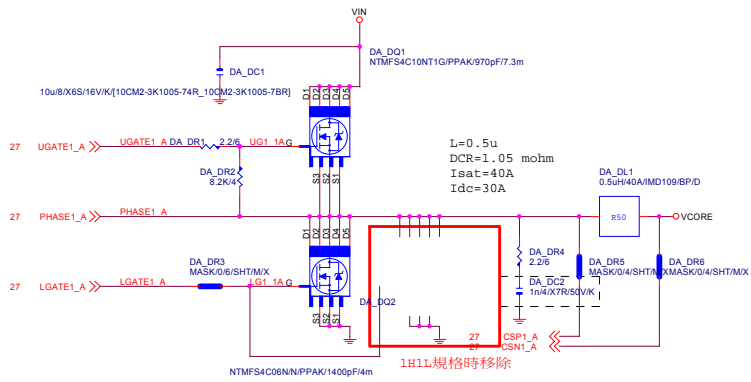 VIN
DA_DQ1
NTMFS4C10NT1G/PPAK/970pF/7.3m
DA_DC1
10u/8/X6S/16V/K/[10CM2-3K1005-74R_10CM2-3K1005-7BR]
D1 D2 D3 D4 D5
27 UGATE1_A UGATE1_A DA_DR1 2.2/6 UG1_1A G
S3 S2 S1
DA_DR2
8.2K/4
L=0.5u
DCR=1.05 mohm
Isat=40A
Idc=30A
DA_DL1
0.5uH/40A/IMD109/BP/D
R50
VCORE
27 PHASE1_A PHASE1_A
D1 D2 D3 D4 D5
DA_DR4
2.2/6
DA_DR5
MASK/0/4/SHT/M/X
DA_DR6
MASK/0/4/SHT/M/X
DA_DR3
MASK/0/6/SHT/M/X
27 LGATE1_A LGATE1_A LG1_1A G
DA_DC2
1n/4/X7R/50V/K
DA_DQ2
S3 S2 S1
27 CSP1_A
27 CSN1_A
1H1L規格時移除
NTMFS4C06N/N/PPAK/1400pF/4m